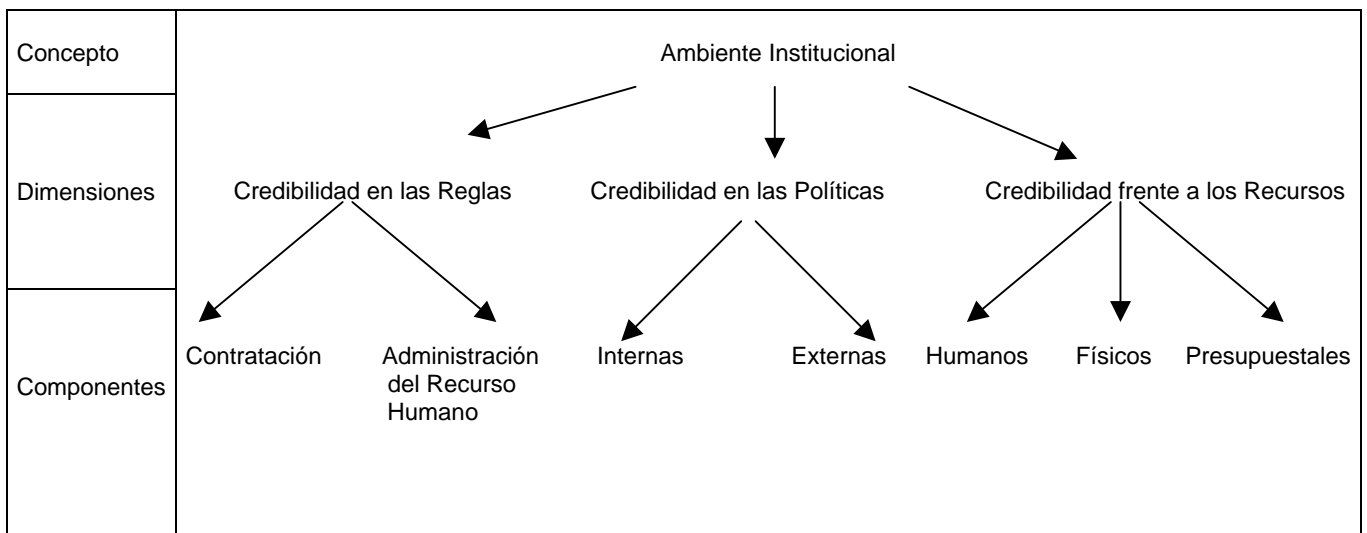 Concepto
Ambiente Institucional
Dimensiones
Credibilidad en las Reglas
Credibilidad en las Políticas
Credibilidad frente a los Recursos
Componentes
Contratación
Administración
del Recurso
Humano
Internas
Externas
Humanos
Físicos
Presupuestales